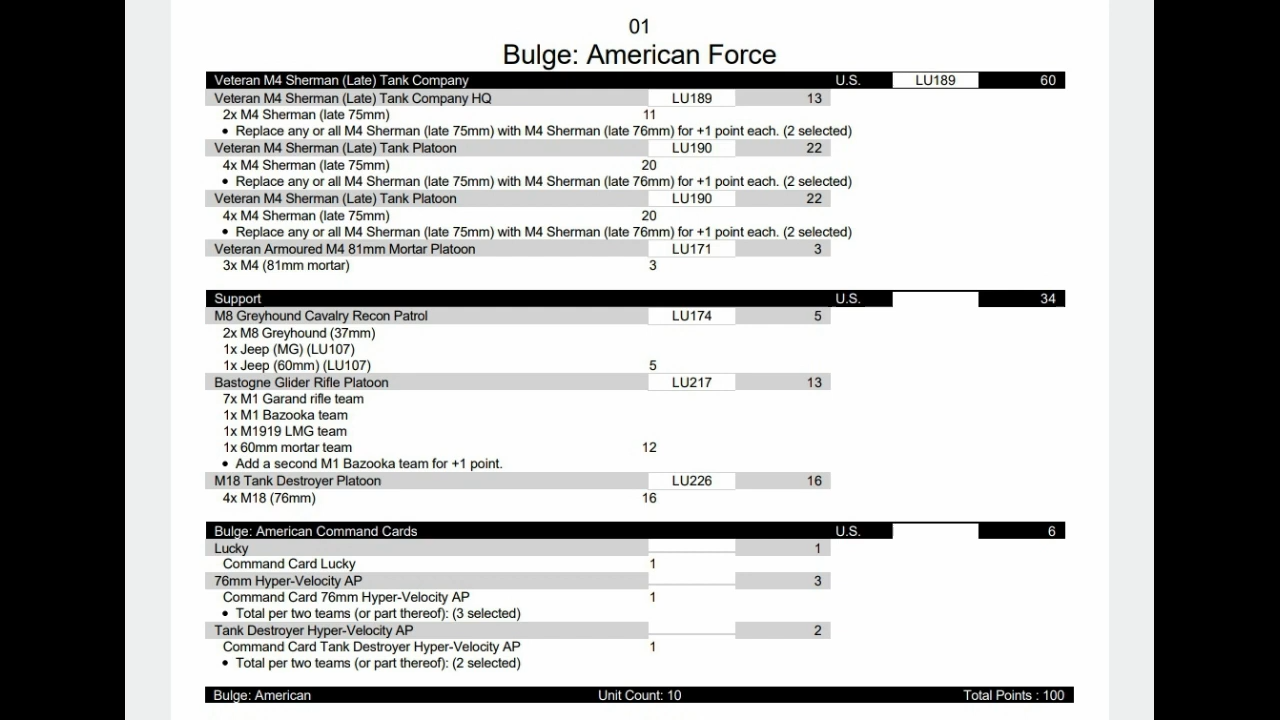 01
Bulge: American Force
Veteran M4 Sherman (Late) Tank Company U.S. LU189 60
Veteran M4 Sherman (Late) Tank Company HQ LU189 13
2x M4 Sherman (late 75mm) 11
• Replace any or all M4 Sherman (late 75mm) with M4 Sherman (late 76mm) for +1 point each. (2 selected)
Veteran M4 Sherman (Late) Tank Platoon LU190 22
4x M4 Sherman (late 75mm) 20
• Replace any or all M4 Sherman (late 75mm) with M4 Sherman (late 76mm) for +1 point each. (2 selected)
Veteran M4 Sherman (Late) Tank Platoon LU190 22
4x M4 Sherman (late 75mm) 20
• Replace any or all M4 Sherman (late 75mm) with M4 Sherman (late 76mm) for +1 point each. (2 selected)
Veteran Armoured M4 81mm Mortar Platoon LU171 3
3x M4 (81mm mortar) 3
Support U.S. 34
M8 Greyhound Cavalry Recon Patrol LU174 5
2x M8 Greyhound (37mm)
1x Jeep (MG) (LU107)
1x Jeep (60mm) (LU107) 5
Bastogne Glider Rifle Platoon LU217 13
7x M1 Garand rifle team
1x M1 Bazooka team
1x M1919 LMG team
1x 60mm mortar team 12
• Add a second M1 Bazooka team for +1 point.
M18 Tank Destroyer Platoon LU226 16
4x M18 (76mm) 16
Bulge: American Command Cards U.S. 6
Lucky 1
Command Card Lucky 1
76mm Hyper-Velocity AP 3
Command Card 76mm Hyper-Velocity AP 1
• Total per two teams (or part thereof): (3 selected)
Tank Destroyer Hyper-Velocity AP 2
Command Card Tank Destroyer Hyper-Velocity AP 1
• Total per two teams (or part thereof): (2 selected)
Bulge: American Unit Count: 10 Total Points : 100